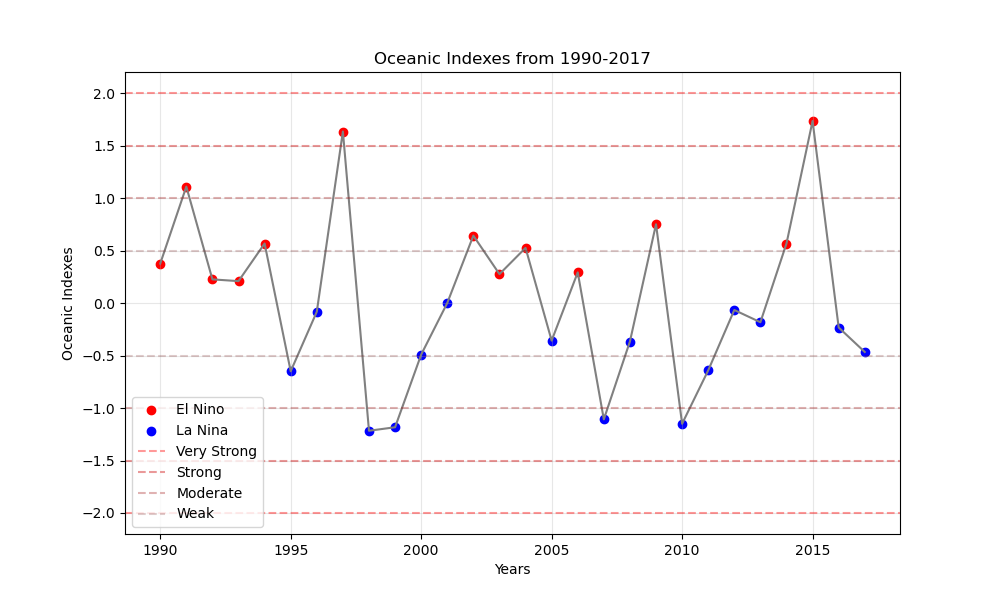 Oceanic Indexes from 1990-2017
2.0
1.5
1.0
0.5
0.0
−0.5
−1.0
−1.5
−2.0
Oceanic Indexes
El Nino
La Nina
Very Strong
Strong
Moderate
Weak
1990 1995 2000 2005 2010 2015
Years